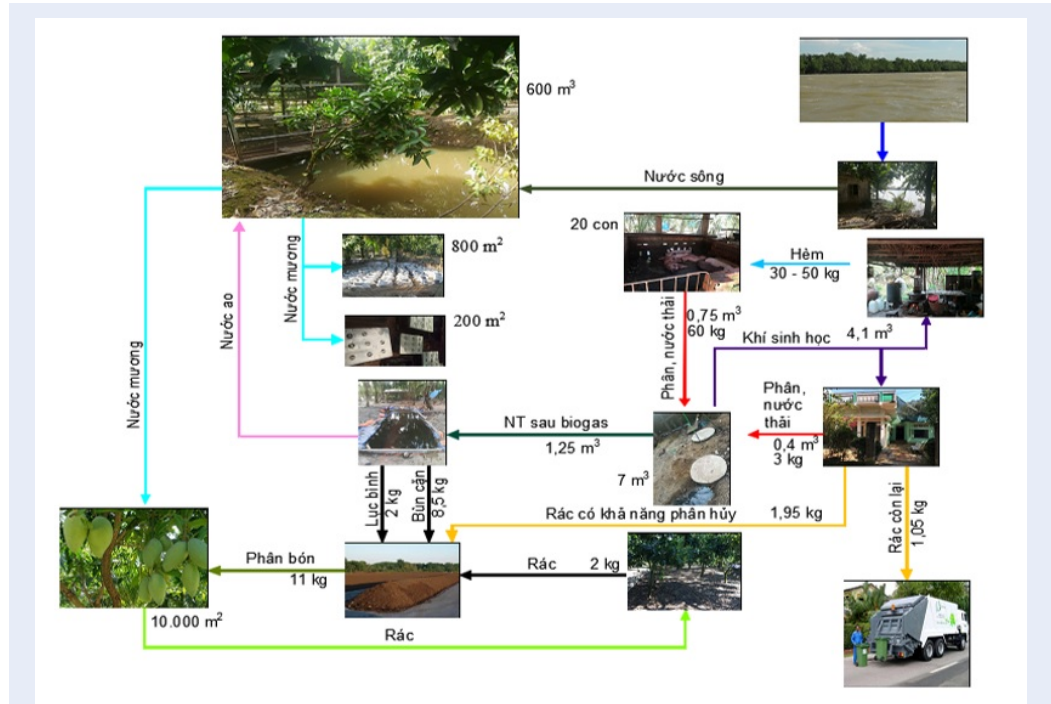 600 m³
Nước sông
20 con
800 m²
Hèm
30 - 50 kg
Nước mương
Nước ao
200 m²
Phân, nước thải
0,75 m³
60 kg
Khí sinh học
4,1 m³
Nước mương
Phân,
nước
thải
0,4 m³
3 kg
NT sau biogas
1,25 m³
7 m³
Lục bình
2 kg
Bùn cặn
8,5 kg
Rác có khả năng phân hủy
1,95 kg
Rác còn lại
1,05 kg
Phân bón
11 kg
Rác
2 kg
10.000 m²
Rác